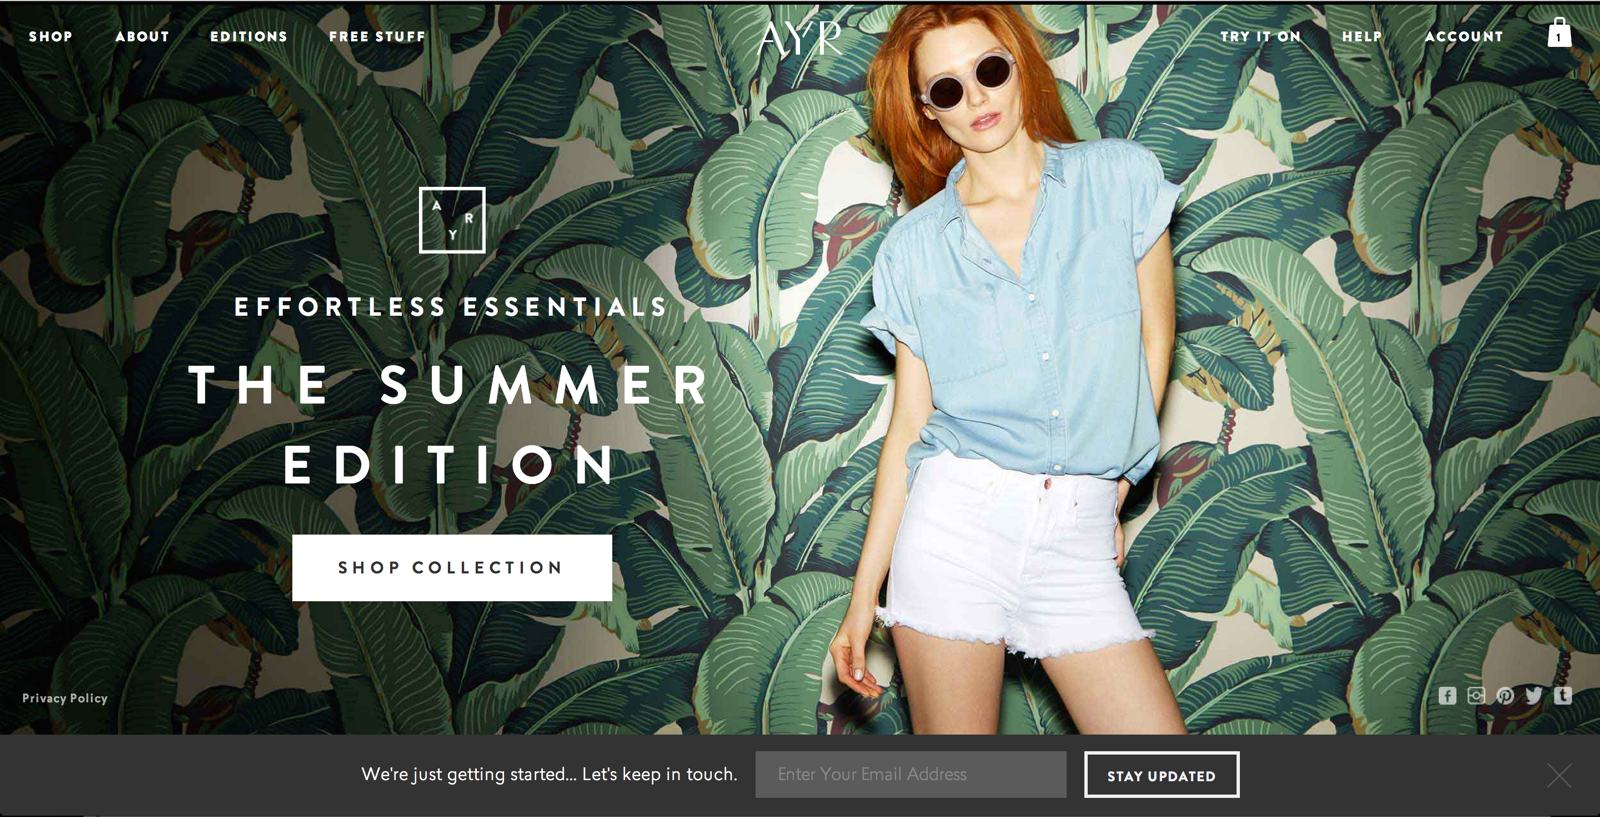 SHOP ABOUT EDITIONS FREE STUFF AYR TRY IT ON HELP ACCOUNT 1
A
R
Y
EFFORTLESS ESSENTIALS
THE SUMMER
EDITION
SHOP COLLECTION
Privacy Policy
We're just getting started... Let's keep in touch. Enter Your Email Address STAY UPDATED